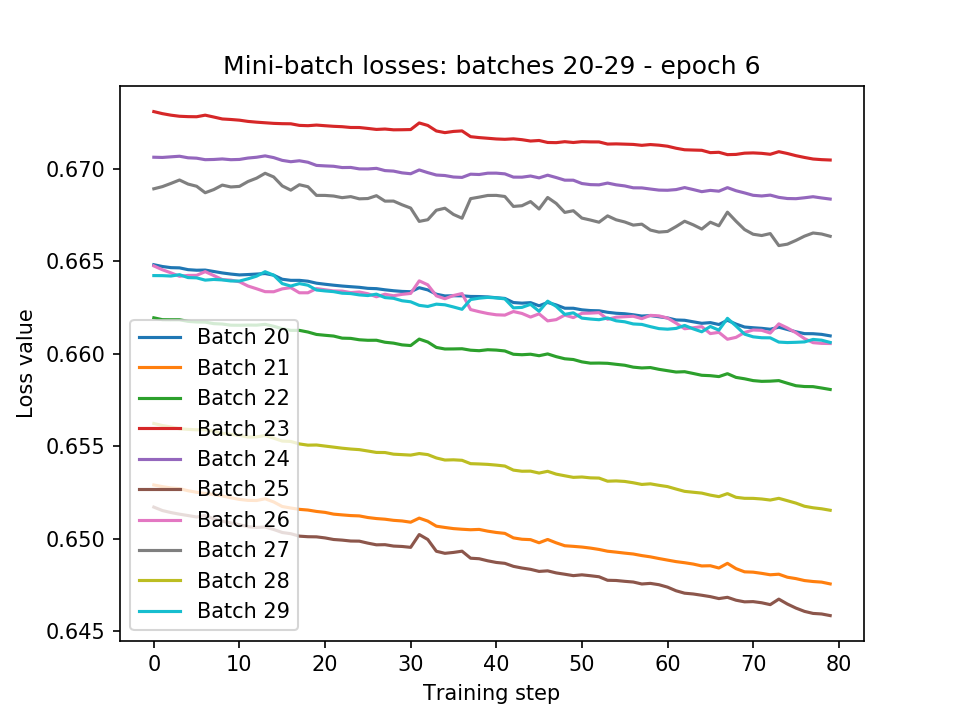 Mini-batch losses: batches 20-29 - epoch 6
Loss value
0.670
0.665
0.660
0.655
0.650
0.645
Batch 20
Batch 21
Batch 22
Batch 23
Batch 24
Batch 25
Batch 26
Batch 27
Batch 28
Batch 29
0 10 20 30 40 50 60 70 80
Training step